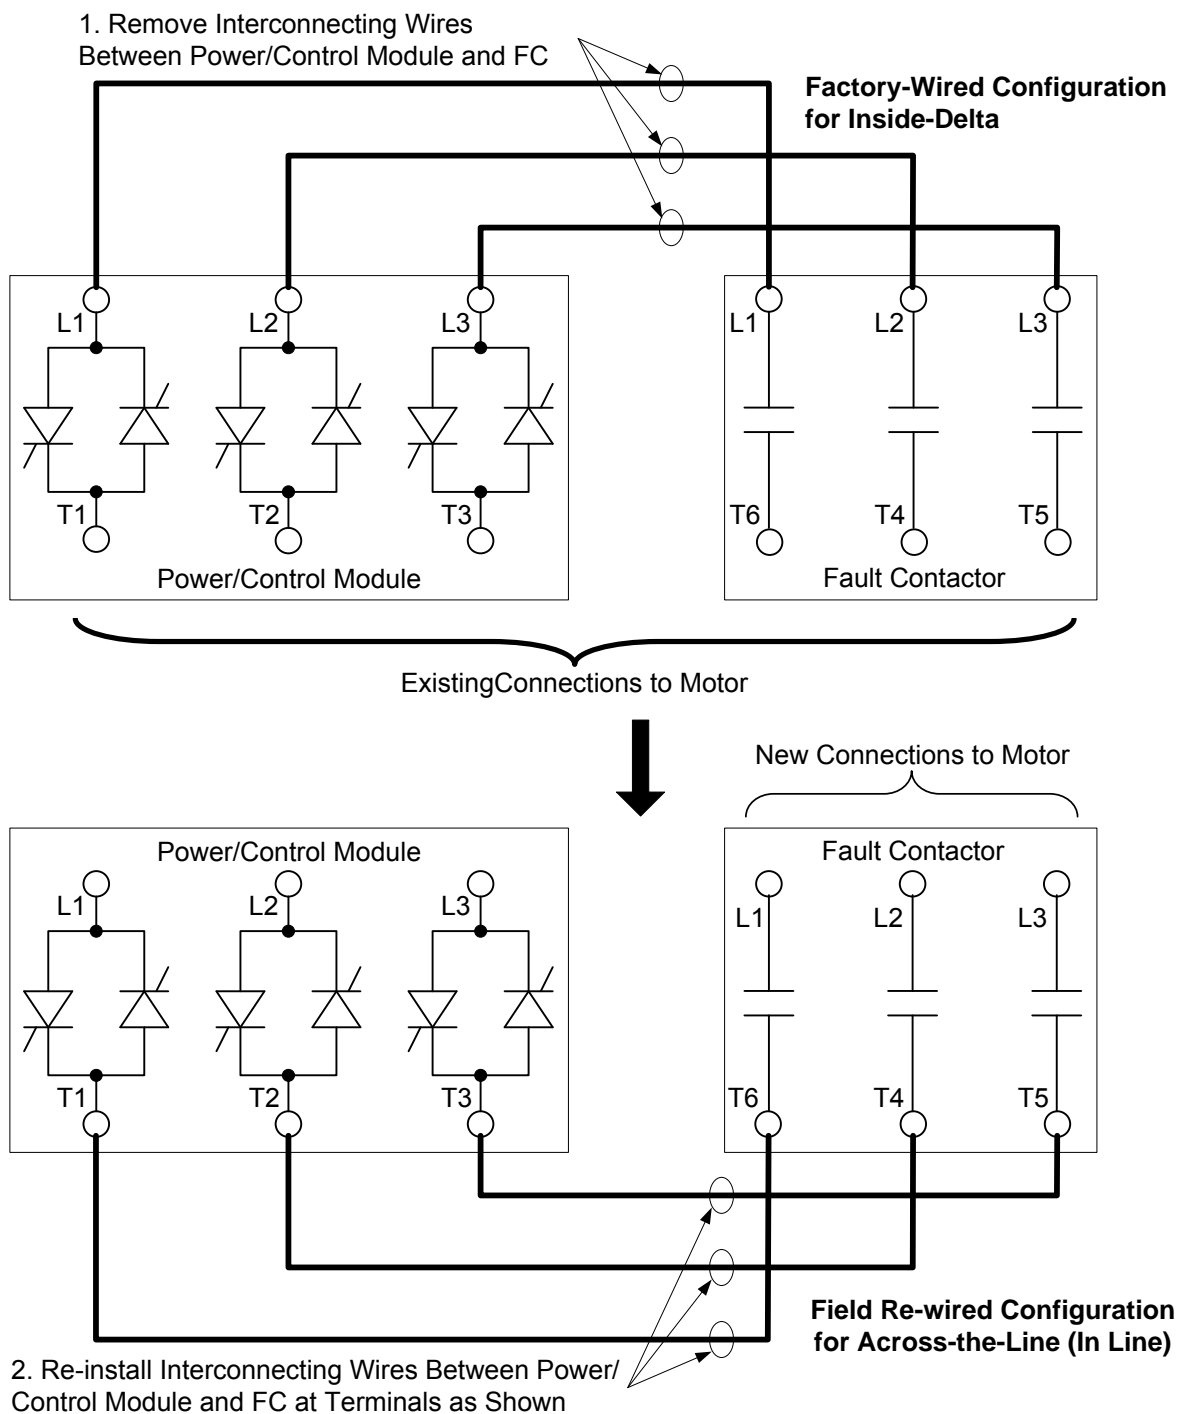 1. Remove Interconnecting Wires
Between Power/Control Module and FC
Factory-Wired Configuration
for Inside-Delta
L1 L2 L3 L1 L2 L3
T1 T2 T3 T6 T4 T5
Power/Control Module Fault Contactor
ExistingConnections to Motor
New Connections to Motor
Power/Control Module Fault Contactor
L1 L2 L3 L1 L2 L3
T1 T2 T3 T6 T4 T5
Field Re-wired Configuration
for Across-the-Line (In Line)
2. Re-install Interconnecting Wires Between Power/
Control Module and FC at Terminals as Shown